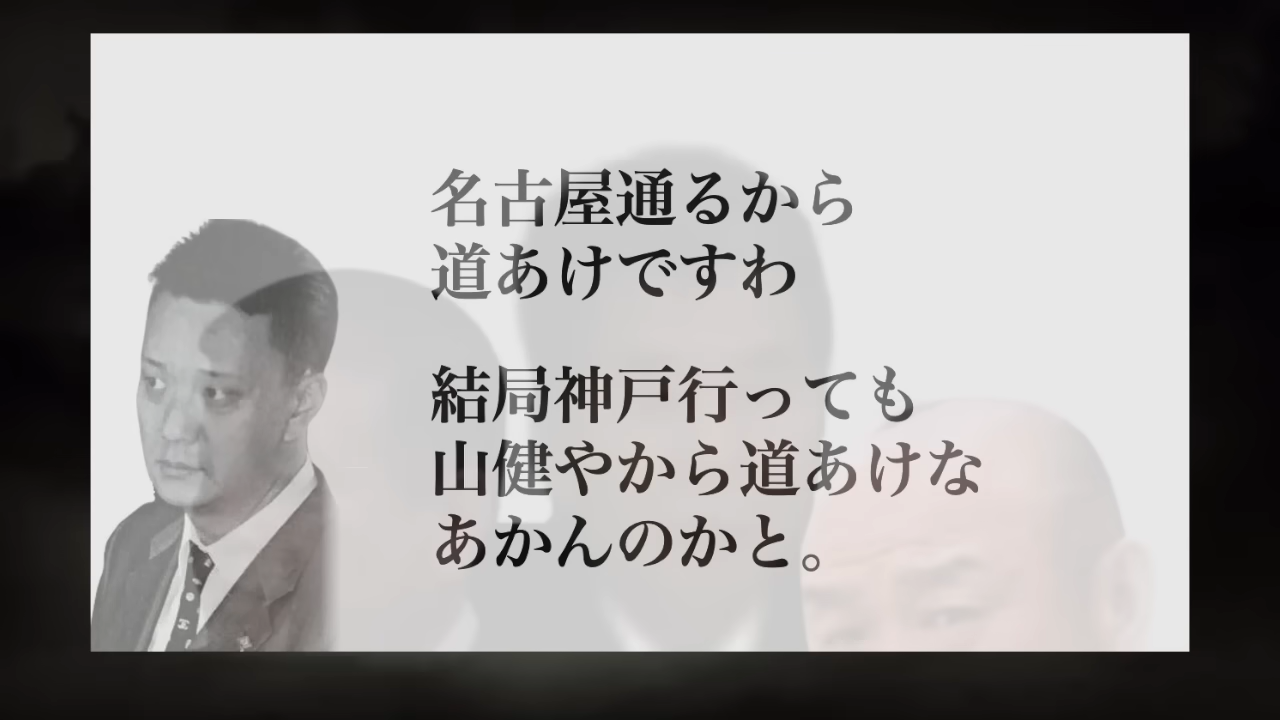 名古屋通るから
道あけですわ
結局神戸行っても
山健やから道あけな
あかんのかと。